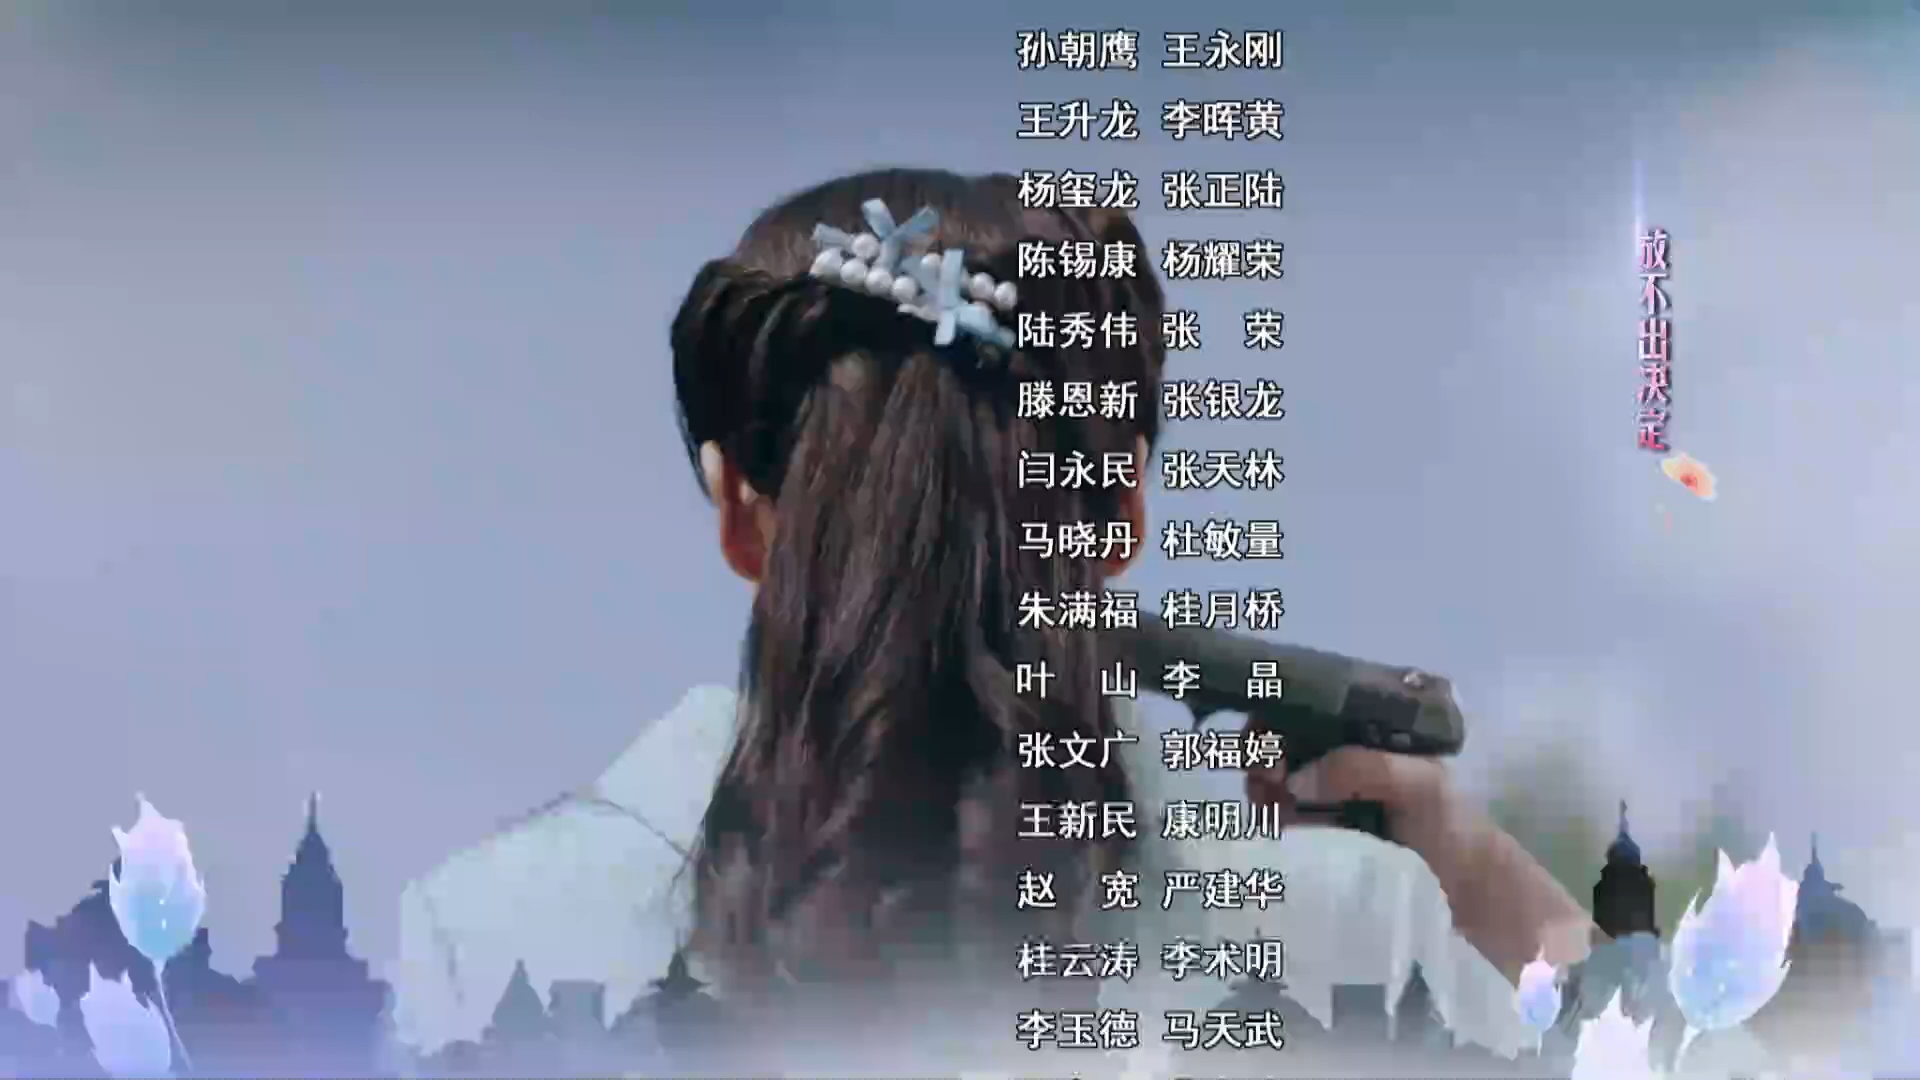 孙朝鹰 王永刚
王升龙 李晖黄
杨玺龙 张正陆
陈锡康 杨耀荣
陆秀伟 张 荣
滕恩新 张银龙
闫永民 张天林
马晓丹 杜敏量
朱满福 桂月桥
叶 山 李 晶
张文广 郭福婷
王新民 康明川
赵 宽 严建华
桂云涛 李术明
李玉德 马天武
放不出决定